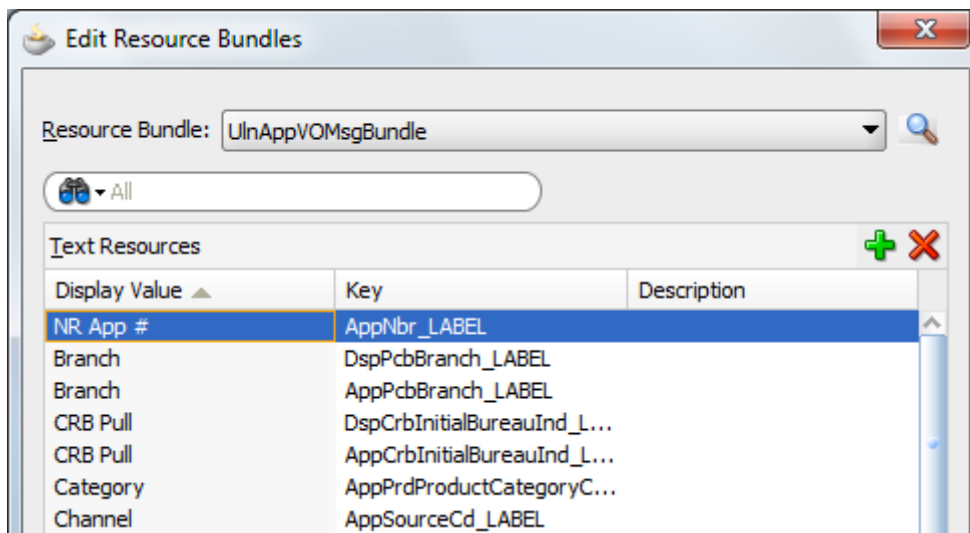 Edit Resource Bundles
Resource Bundle: UlnAppVOMsgBundle
All
Text Resources
Display Value Key Description
NR App # AppNbr_LABEL
Branch DspPcbBranch_LABEL
Branch AppPcbBranch_LABEL
CRB Pull DspCrbInitialBureauInd_L...
CRB Pull AppCrbInitialBureauInd_L...
Category AppPrdProductCategoryC...
Channel AppSourceCd_LABEL